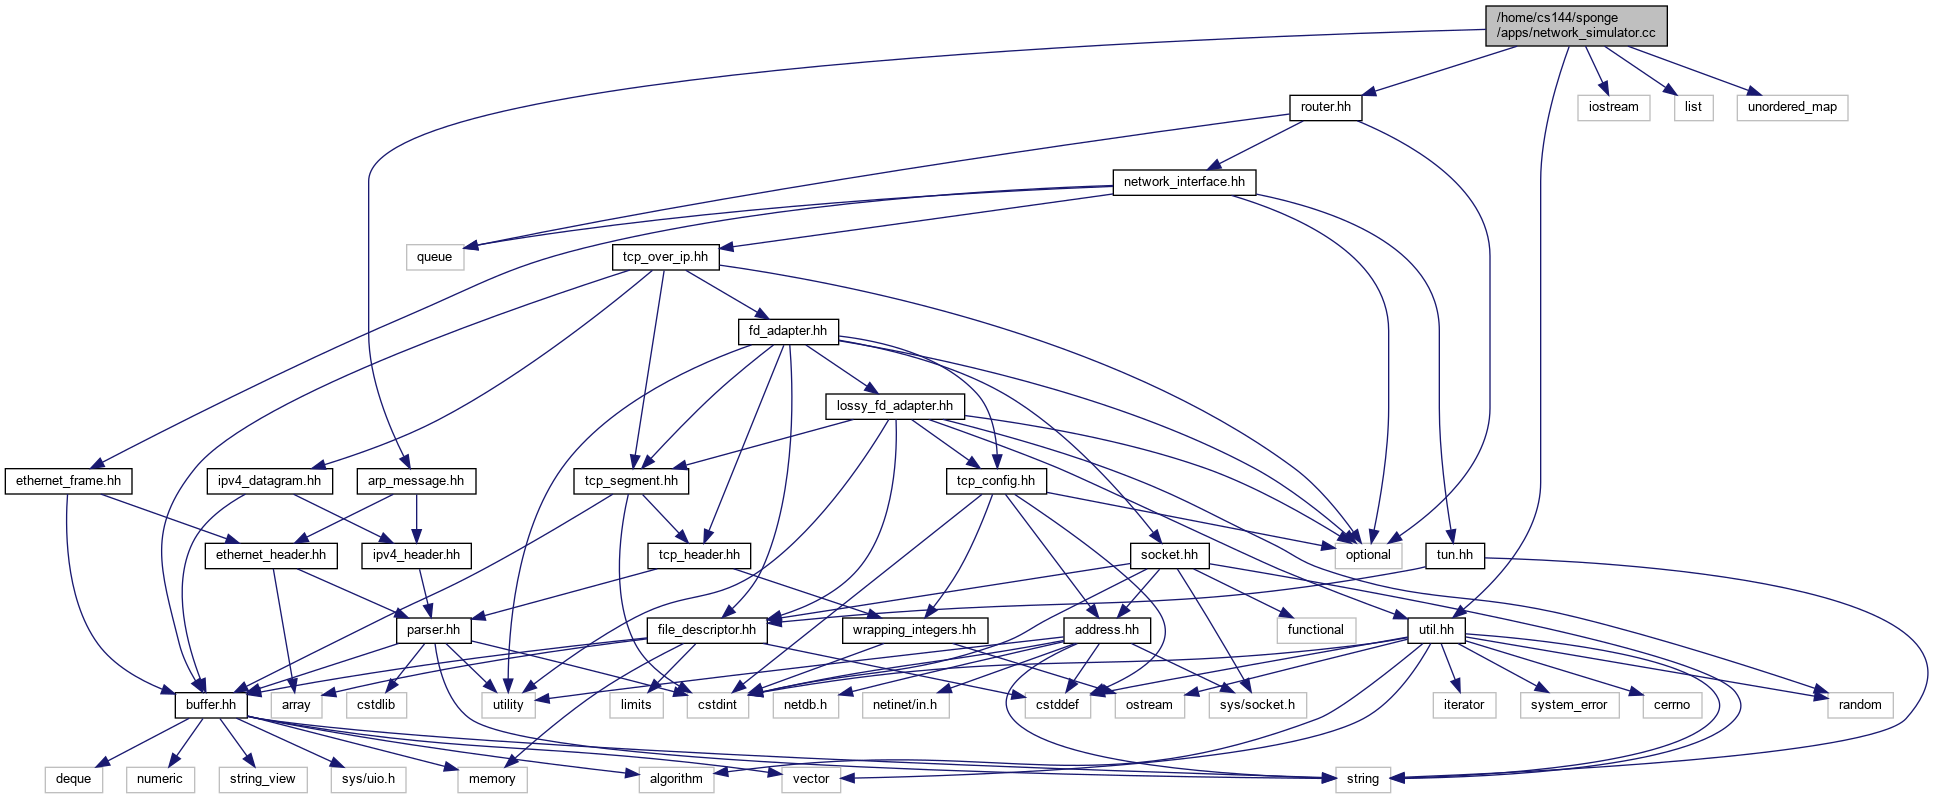 /home/cs144/sponge
/apps/network_simulator.cc
router.hh
iostream
list
unordered_map
network_interface.hh
queue
tcp_over_ip.hh
fd_adapter.hh
lossy_fd_adapter.hh
ethernet_frame.hh
ipv4_datagram.hh
arp_message.hh
tcp_segment.hh
tcp_config.hh
ethernet_header.hh
ipv4_header.hh
tcp_header.hh
socket.hh
optional
tun.hh
parser.hh
file_descriptor.hh
wrapping_integers.hh
address.hh
functional
util.hh
buffer.hh
array
cstdlib
utility
limits
cstdint
netdb.h
netinet/in.h
cstddef
ostream
sys/socket.h
iterator
system_error
cerrno
random
deque
numeric
string_view
sys/uio.h
memory
algorithm
vector
string